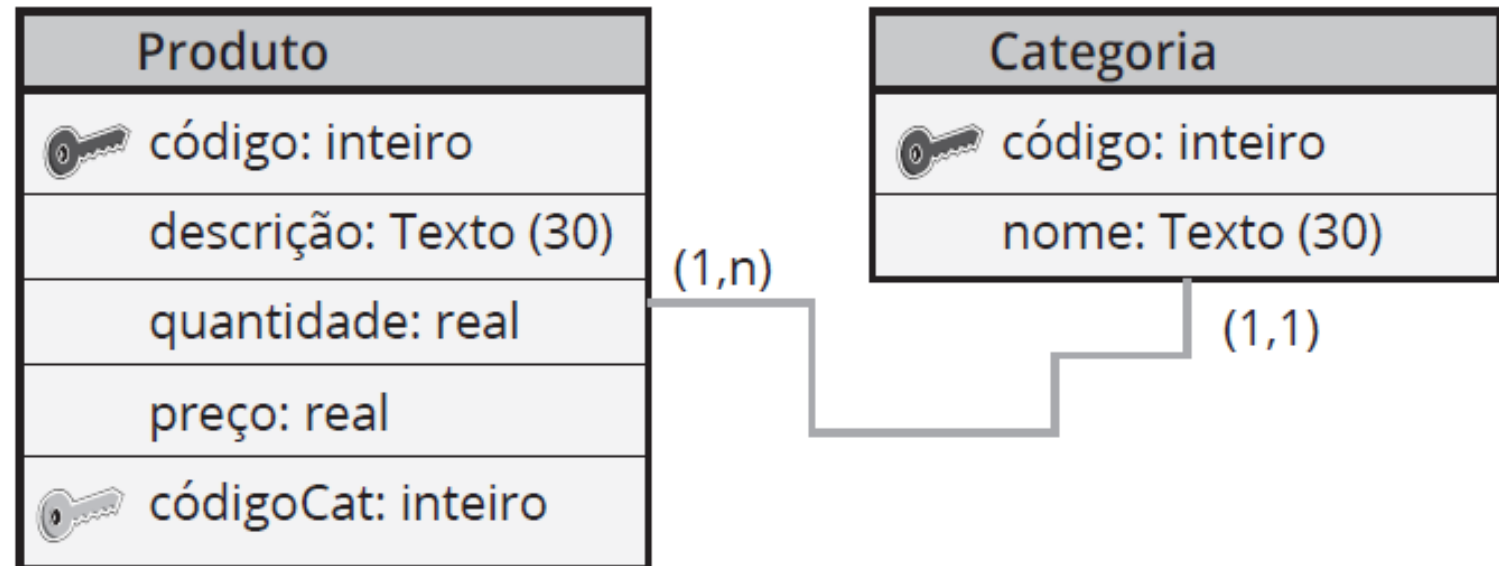 Produto
código: inteiro
descrição: Texto (30)
quantidade: real
preço: real
códigoCat: inteiro
(1,n)
Categoria
código: inteiro
nome: Texto (30)
(1,1)